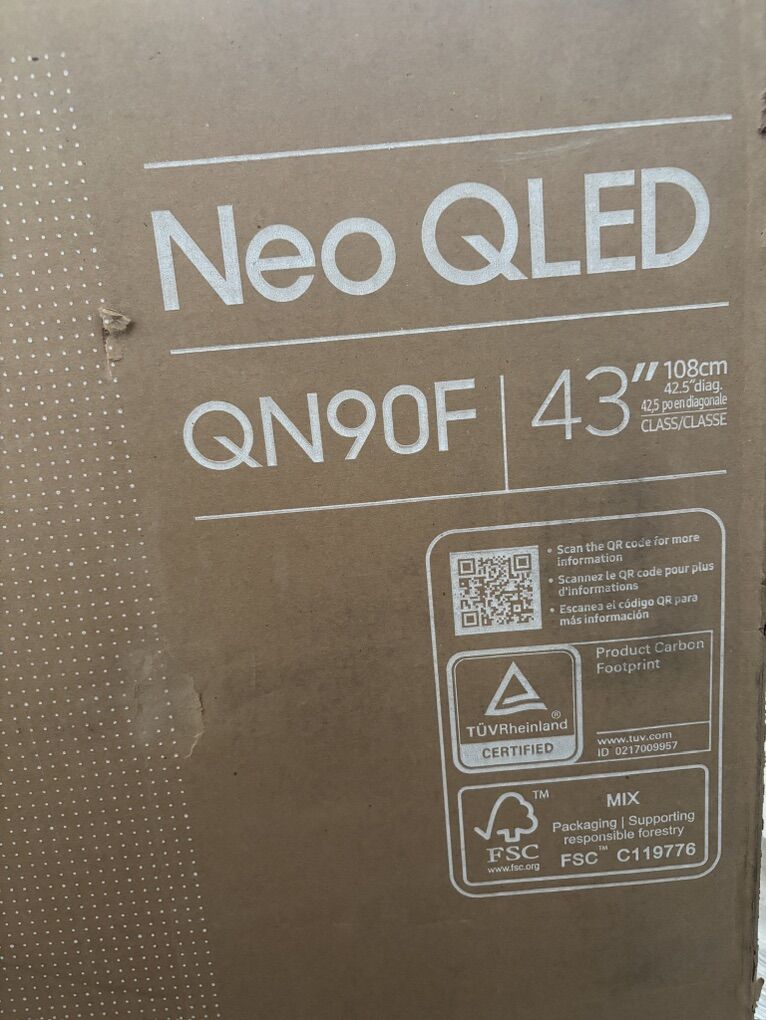 Neo QLED
QN90F
43" 108cm
42.5"diag.
42,5 po en diagonale
CLASS/CLASSE
• Scan the QR code for more
information
• Scannez le QR code pour plus
d'informations
• Escanea el código QR para
más información
TÜVRheinland®
CERTIFIED
Product Carbon
Footprint
www.tuv.com
ID 0217009957
FSC
™
www.fsc.org
MIX
Packaging | Supporting
responsible forestry
FSC™ C119776